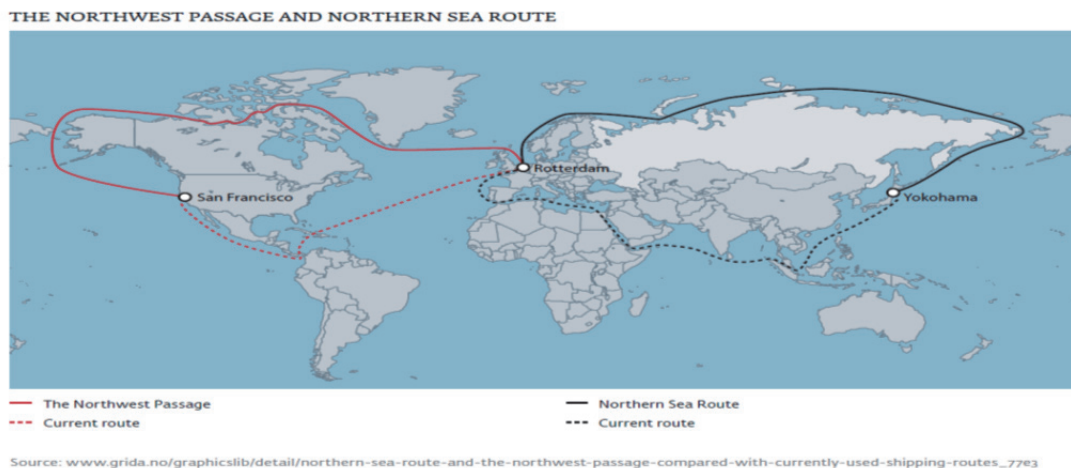 THE NORTHWEST PASSAGE AND NORTHERN SEA ROUTE
Rotterdam
San Francisco
Yokohama
The Northwest Passage
Northern Sea Route
Current route
Current route
Source: www.grida.no/graphicslib/detail/northern-sea-route-and-the-northwest-passage-compared-with-currently-used-shipping-routes_77e3